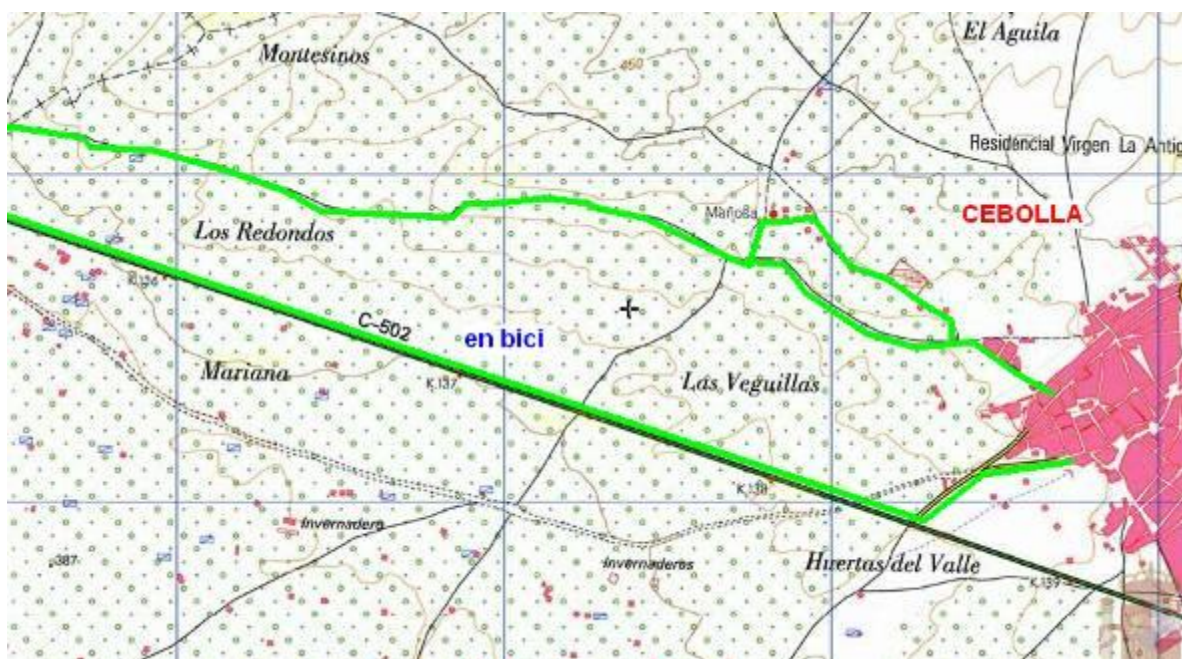 El Aguila
Montesinos
450
Residencial Virgen La Antig
Mañosa
CEBOLLA
Los Redondos
K.136
C-502
en bici
Mariana
K.137
Las Veguillas
K.138
Invernadero
387
Invernaderos
Huertas del Valle
K.139